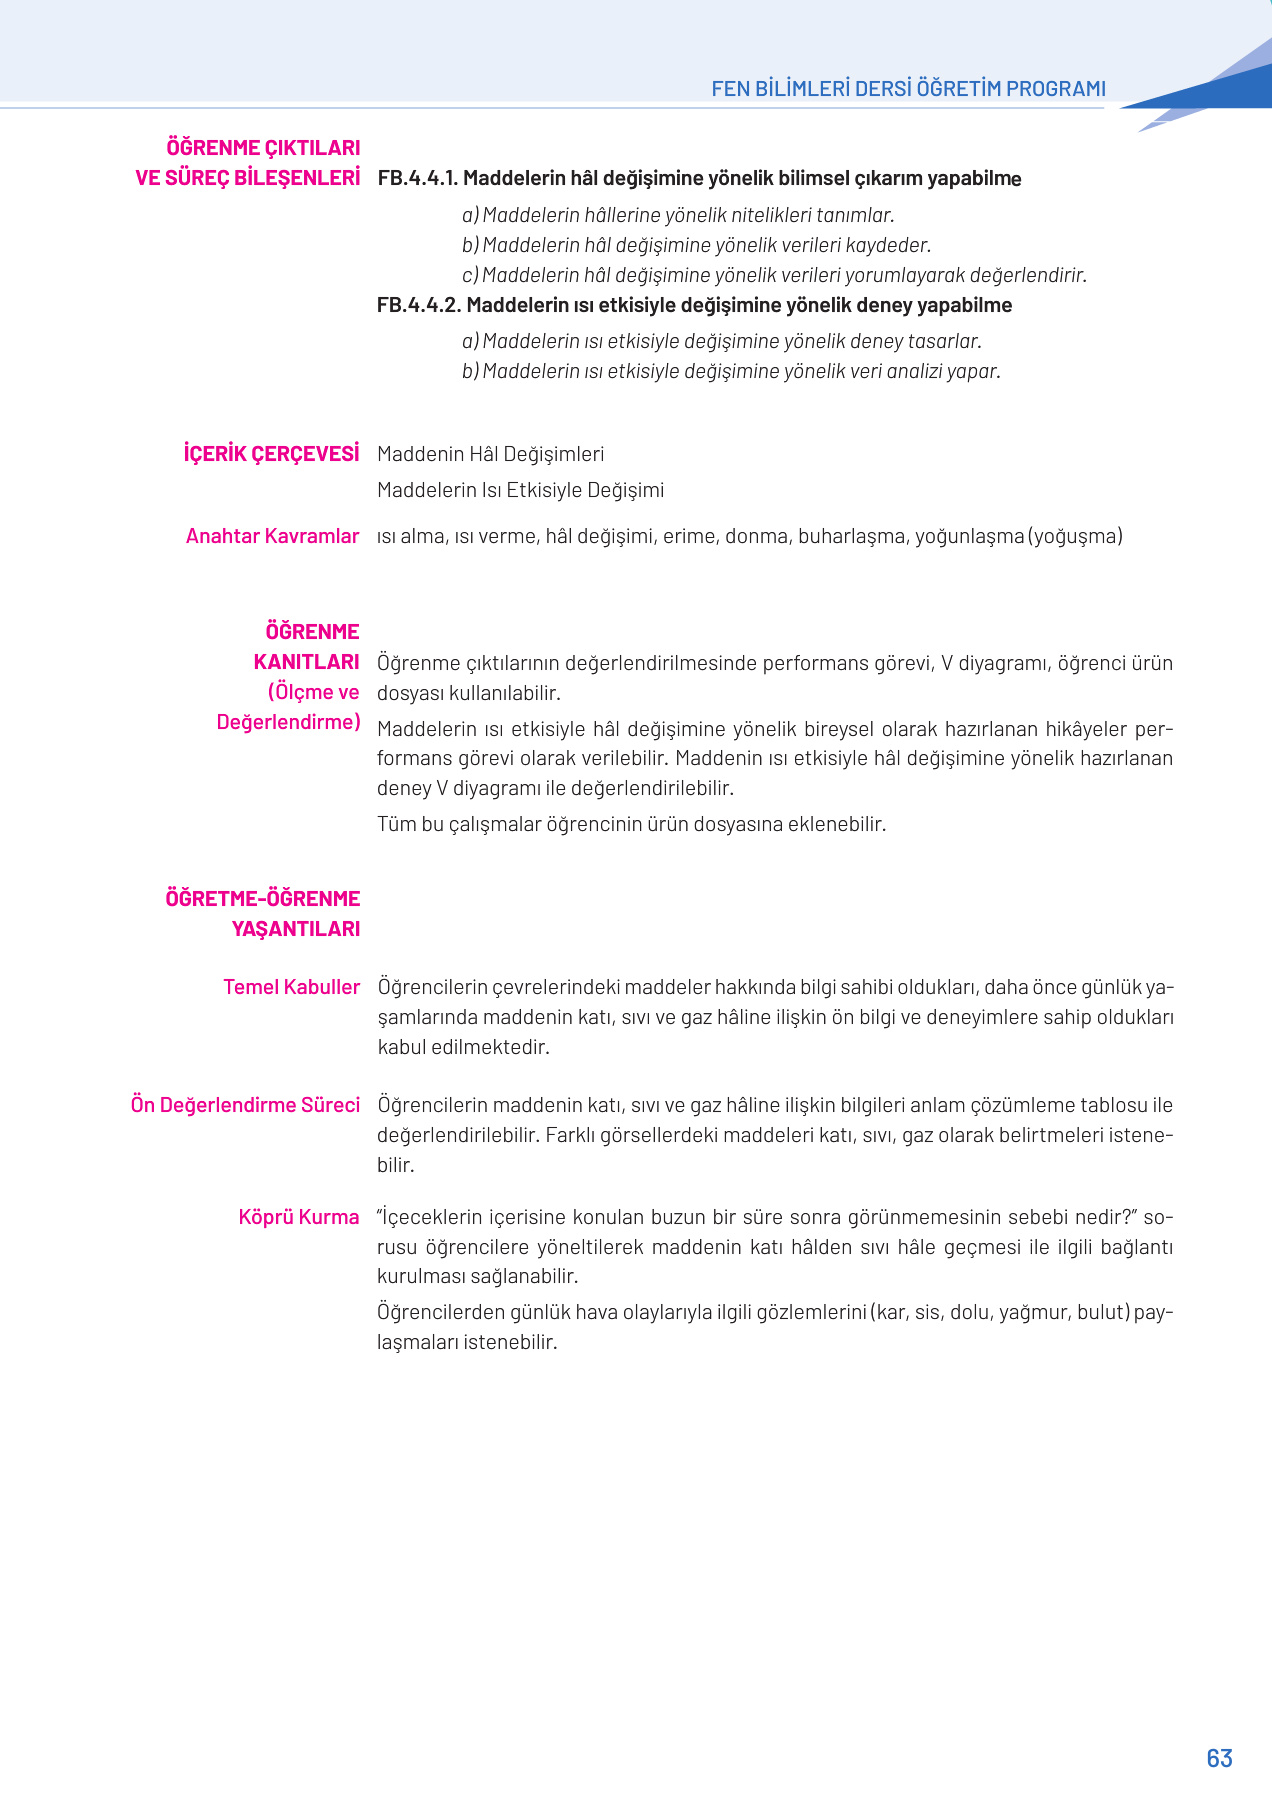 FEN BİLİMLERİ DERSİ ÖĞRETİM PROGRAMI
ÖĞRENME ÇIKTILARI
VE SÜREÇ BİLEŞENLERİ
FB.4.4.1. Maddelerin hâl değişimine yönelik bilimsel çıkarım yapabilme
a) Maddelerin hâllerine yönelik nitelikleri tanımlar.
b) Maddelerin hâl değişimine yönelik verileri kaydeder.
c) Maddelerin hâl değişimine yönelik verileri yorumlayarak değerlendirir.
FB.4.4.2. Maddelerin ısı etkisiyle değişimine yönelik deney yapabilme
a) Maddelerin ısı etkisiyle değişimine yönelik deney tasarlar.
b) Maddelerin ısı etkisiyle değişimine yönelik veri analizi yapar.
İÇERİK ÇERÇEVESİ
Maddenin Hâl Değişimleri
Maddelerin Isı Etkisiyle Değişimi
Anahtar Kavramlar
ısı alma, ısı verme, hâl değişimi, erime, donma, buharlaşma, yoğunlaşma (yoğuşma)
ÖĞRENME
KANITLARI
(Ölçme ve
Değerlendirme)
Öğrenme çıktılarının değerlendirilmesinde performans görevi, V diyagramı, öğrenci ürün
dosyası kullanılabilir.
Maddelerin ısı etkisiyle hâl değişimine yönelik bireysel olarak hazırlanan hikâyeler per-
formans görevi olarak verilebilir. Maddenin ısı etkisiyle hâl değişimine yönelik hazırlanan
deney V diyagramı ile değerlendirilebilir.
Tüm bu çalışmalar öğrencinin ürün dosyasına eklenebilir.
ÖĞRETME-ÖĞRENME
YAŞANTILARI
Temel Kabuller
Öğrencilerin çevrelerindeki maddeler hakkında bilgi sahibi oldukları, daha önce günlük ya-
şamlarında maddenin katı, sıvı ve gaz hâline ilişkin ön bilgi ve deneyimlere sahip oldukları
kabul edilmektedir.
Ön Değerlendirme Süreci
Öğrencilerin maddenin katı, sıvı ve gaz hâline ilişkin bilgileri anlam çözümleme tablosu ile
değerlendirilebilir. Farklı görsellerdeki maddeleri katı, sıvı, gaz olarak belirtmeleri istene-
bilir.
Köprü Kurma
“İçeceklerin içerisine konulan buzun bir süre sonra görünmemesinin sebebi nedir?” so-
rusu öğrencilere yöneltilerek maddenin katı hâlden sıvı hâle geçmesi ile ilgili bağlantı
kurulması sağlanabilir.
Öğrencilerden günlük hava olaylarıyla ilgili gözlemlerini (kar, sis, dolu, yağmur, bulut) pay-
laşmaları istenebilir.
63